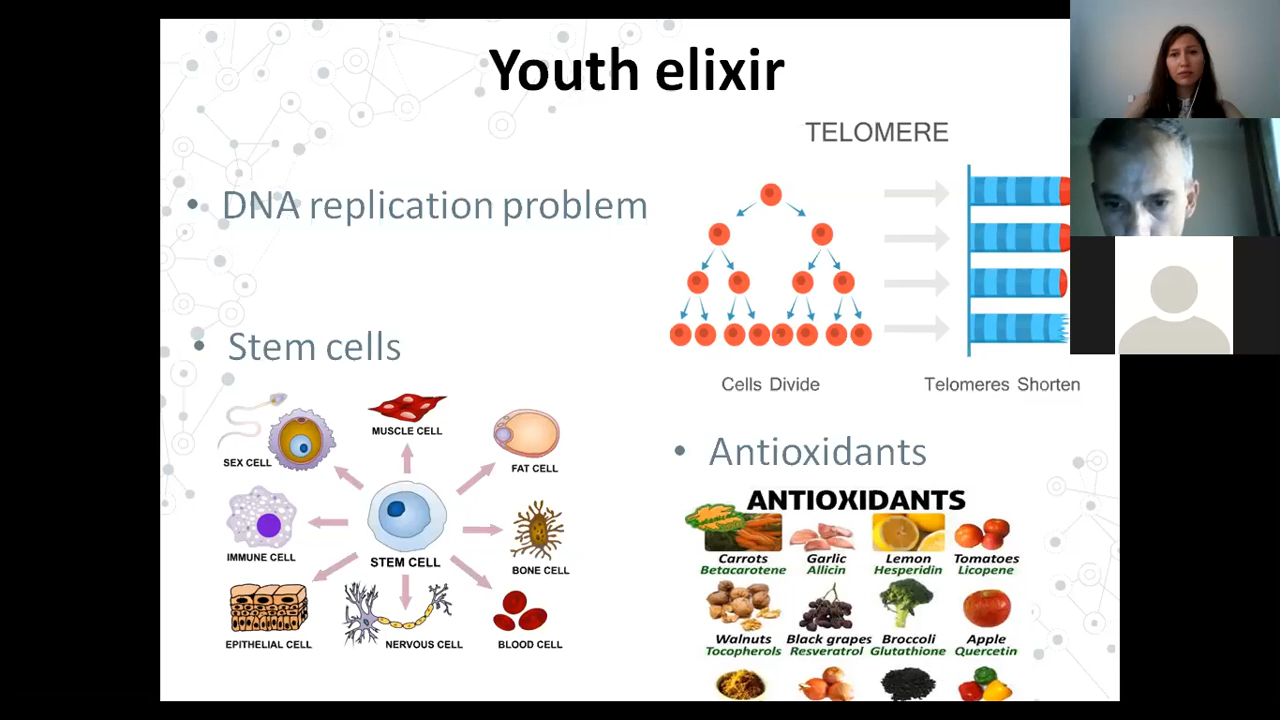 Youth elixir
TELOMERE
• DNA replication problem
Cells Divide
Telomeres Shorten
• Stem cells
SEX CELL
MUSCLE CELL
FAT CELL
IMMUNE CELL
STEM CELL
BONE CELL
EPITHELIAL CELL
NERVOUS CELL
BLOOD CELL
• Antioxidants
ANTIOXIDANTS
Carrots
Betacarotene
Garlic
Allicin
Lemon
Hesperidin
Tomatoes
Licopene
Walnuts
Tocopherols
Black grapes
Resveratrol
Broccoli
Glutathione
Apple
Quercetin